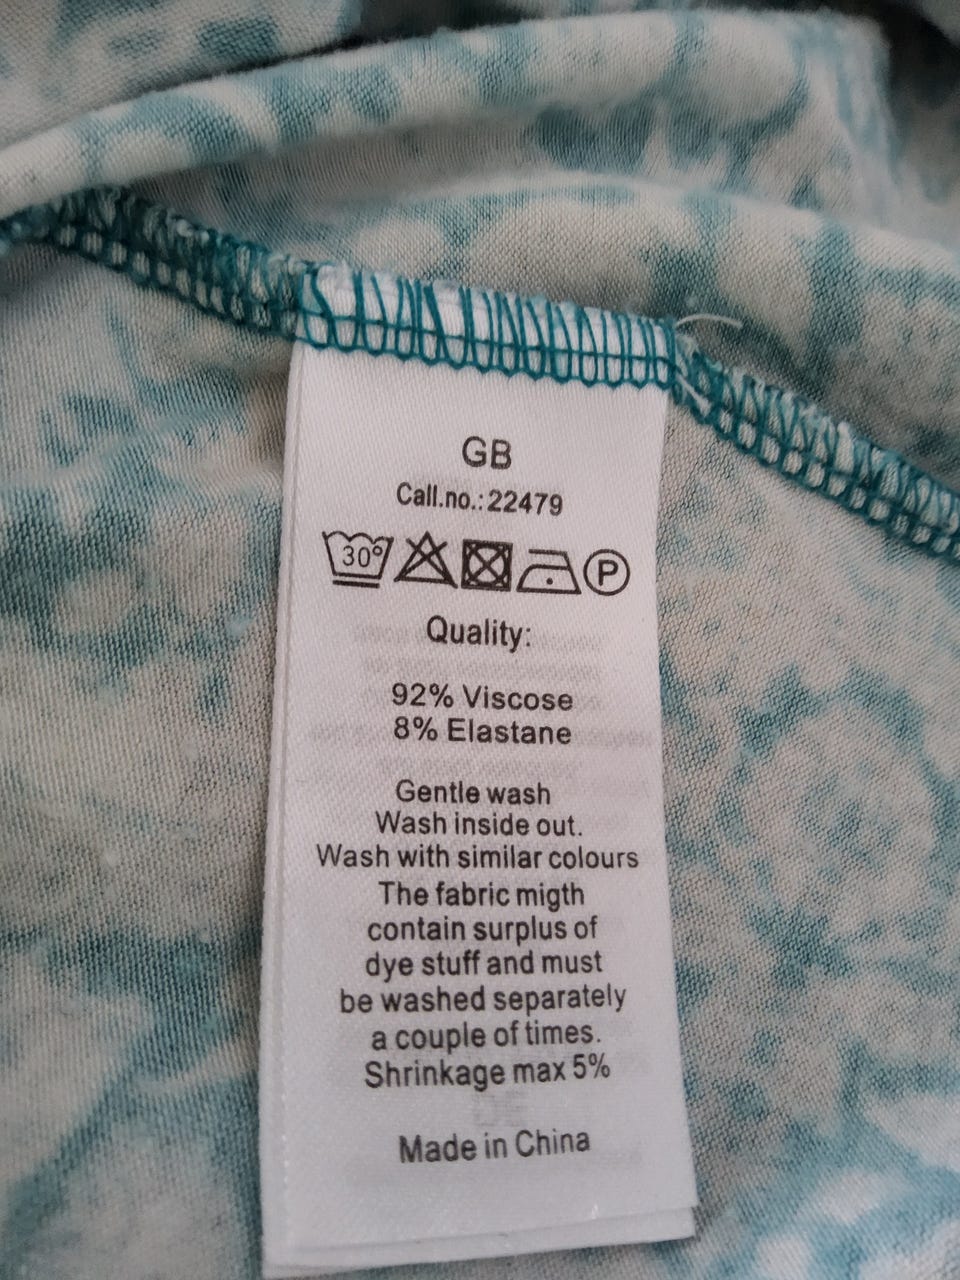 GB
Call.no.:22479
30° P
Quality:
92% Viscose
8% Elastane
Gentle wash
Wash inside out.
Wash with similar colours
The fabric migth
contain surplus of
dye stuff and must
be washed separately
a couple of times.
Shrinkage max 5%
Made in China